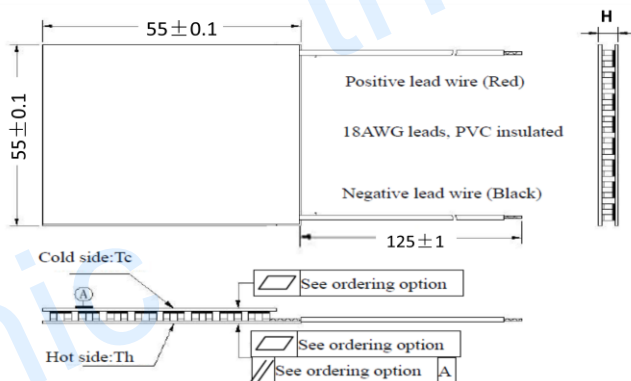 55±0.1
H
55±0.1
Positive lead wire (Red)
18AWG leads, PVC insulated
Negative lead wire (Black)
125±1
Cold side:Tc
A
See ordering option
Hot side:Th
See ordering option
See ordering option A